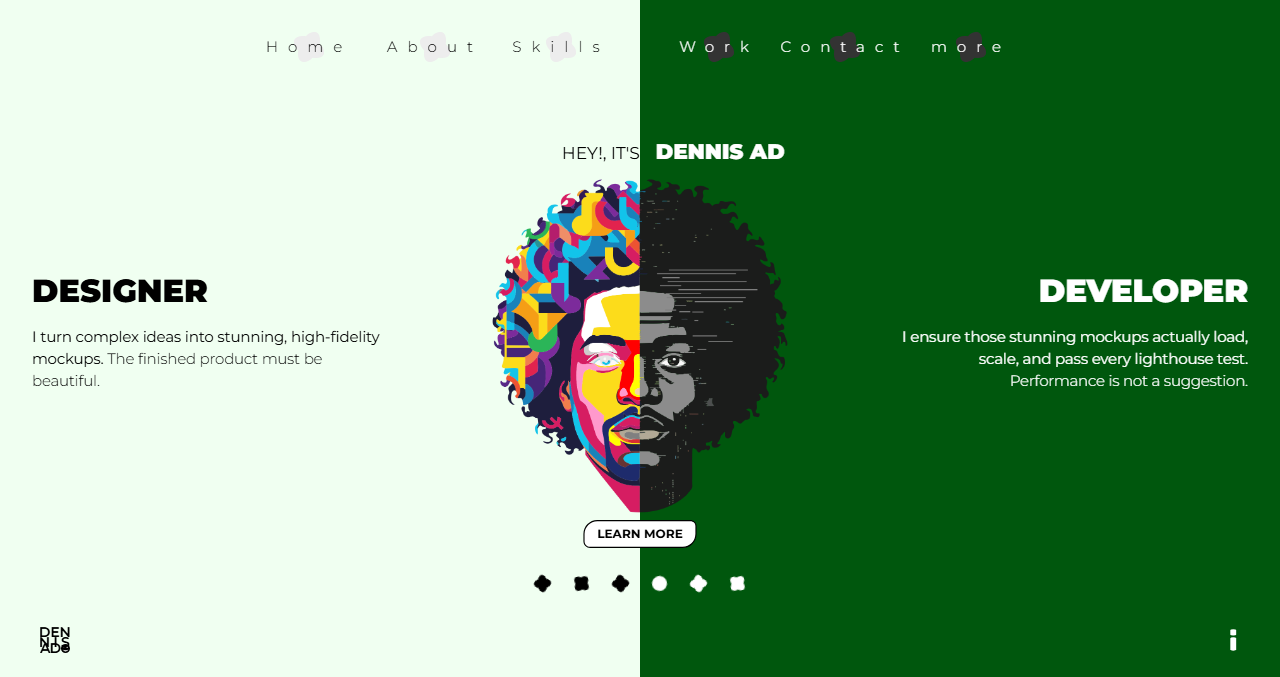 Home About Skills Work Contact more
HEY!, IT'S DENNIS AD
DESIGNER
I turn complex ideas into stunning, high-fidelity
mockups. The finished product must be
beautiful.
DEVELOPER
I ensure those stunning mockups actually load,
scale, and pass every lighthouse test.
Performance is not a suggestion.
LEARN MORE
DEN
NIS
AD